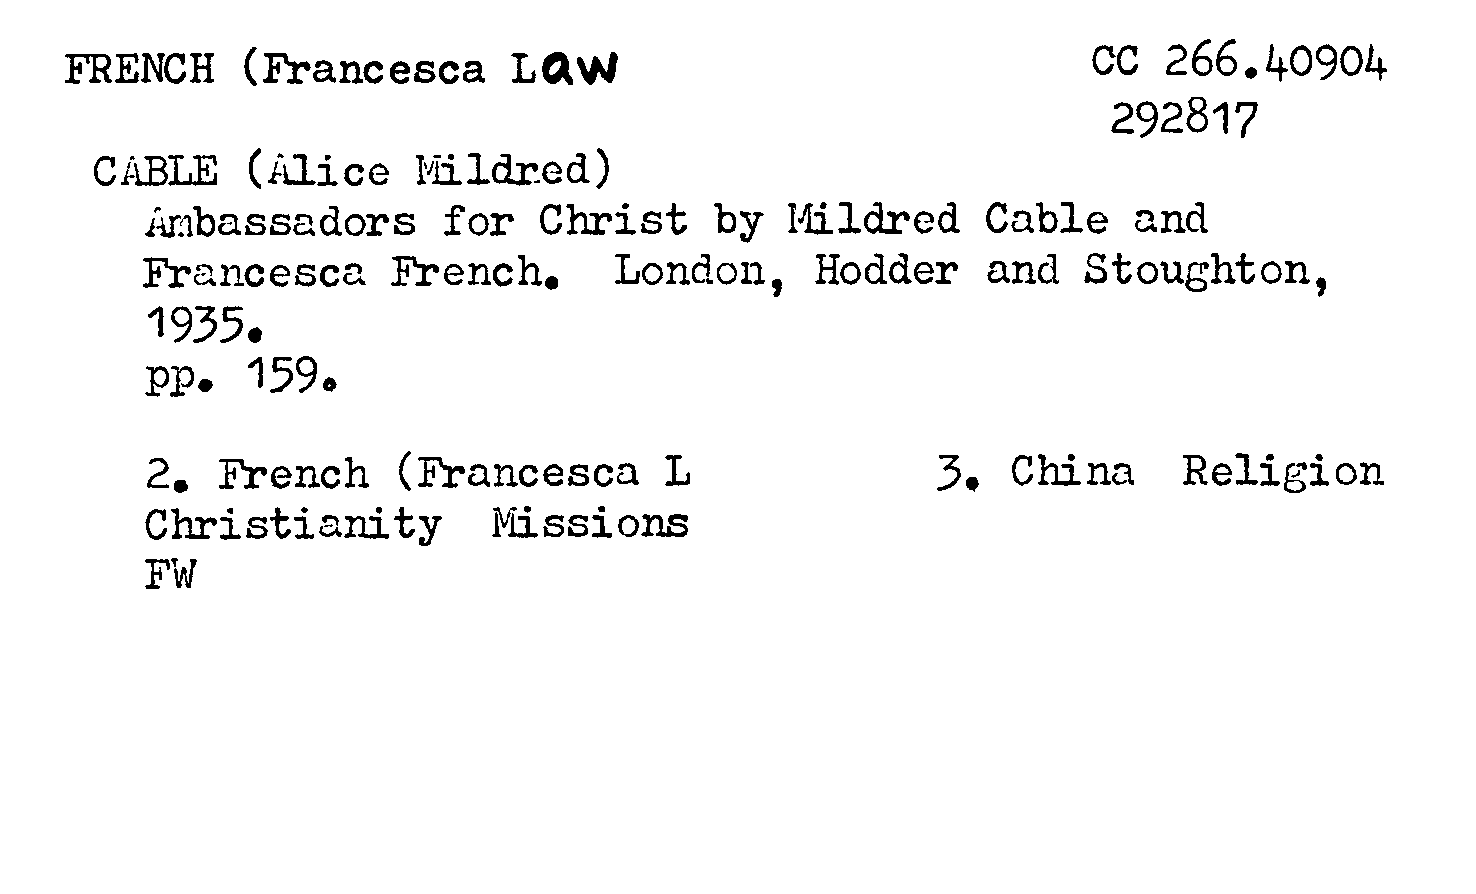 FRENCH (Francesca Law
CC 266.40904
292817
CABLE (Alice Mildred)
Ambassadors for Christ by Mildred Cable and
Francesca French. London, Hodder and Stoughton,
1935.
pp. 159.
2. French (Francesca L 3. China Religion
Christianity Missions
FW